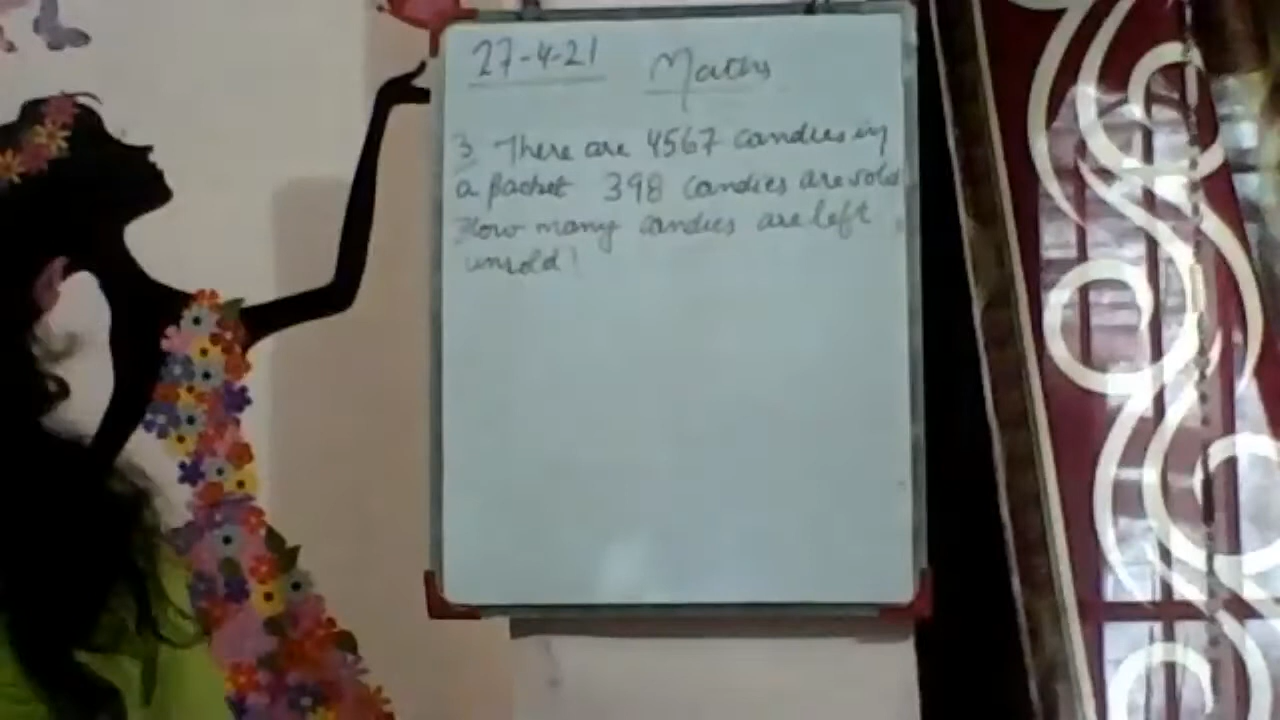 27-4-21 Maths
3 There are 4567 candies in
a packet 398 candies are sold
How many candies are left
unsold!